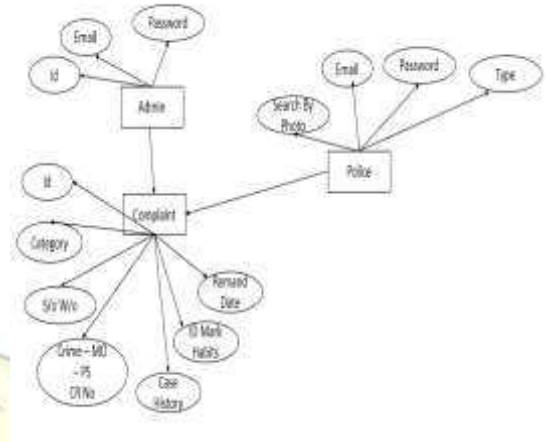 Password
Email
Id
Admin
Email
Password
Type
Search By
Photo
Police
Id
Complaint
Category
S/o W/o
Remand
Date
ID Mark
Habits
Crime – MO
– PS
CR No
Case
History